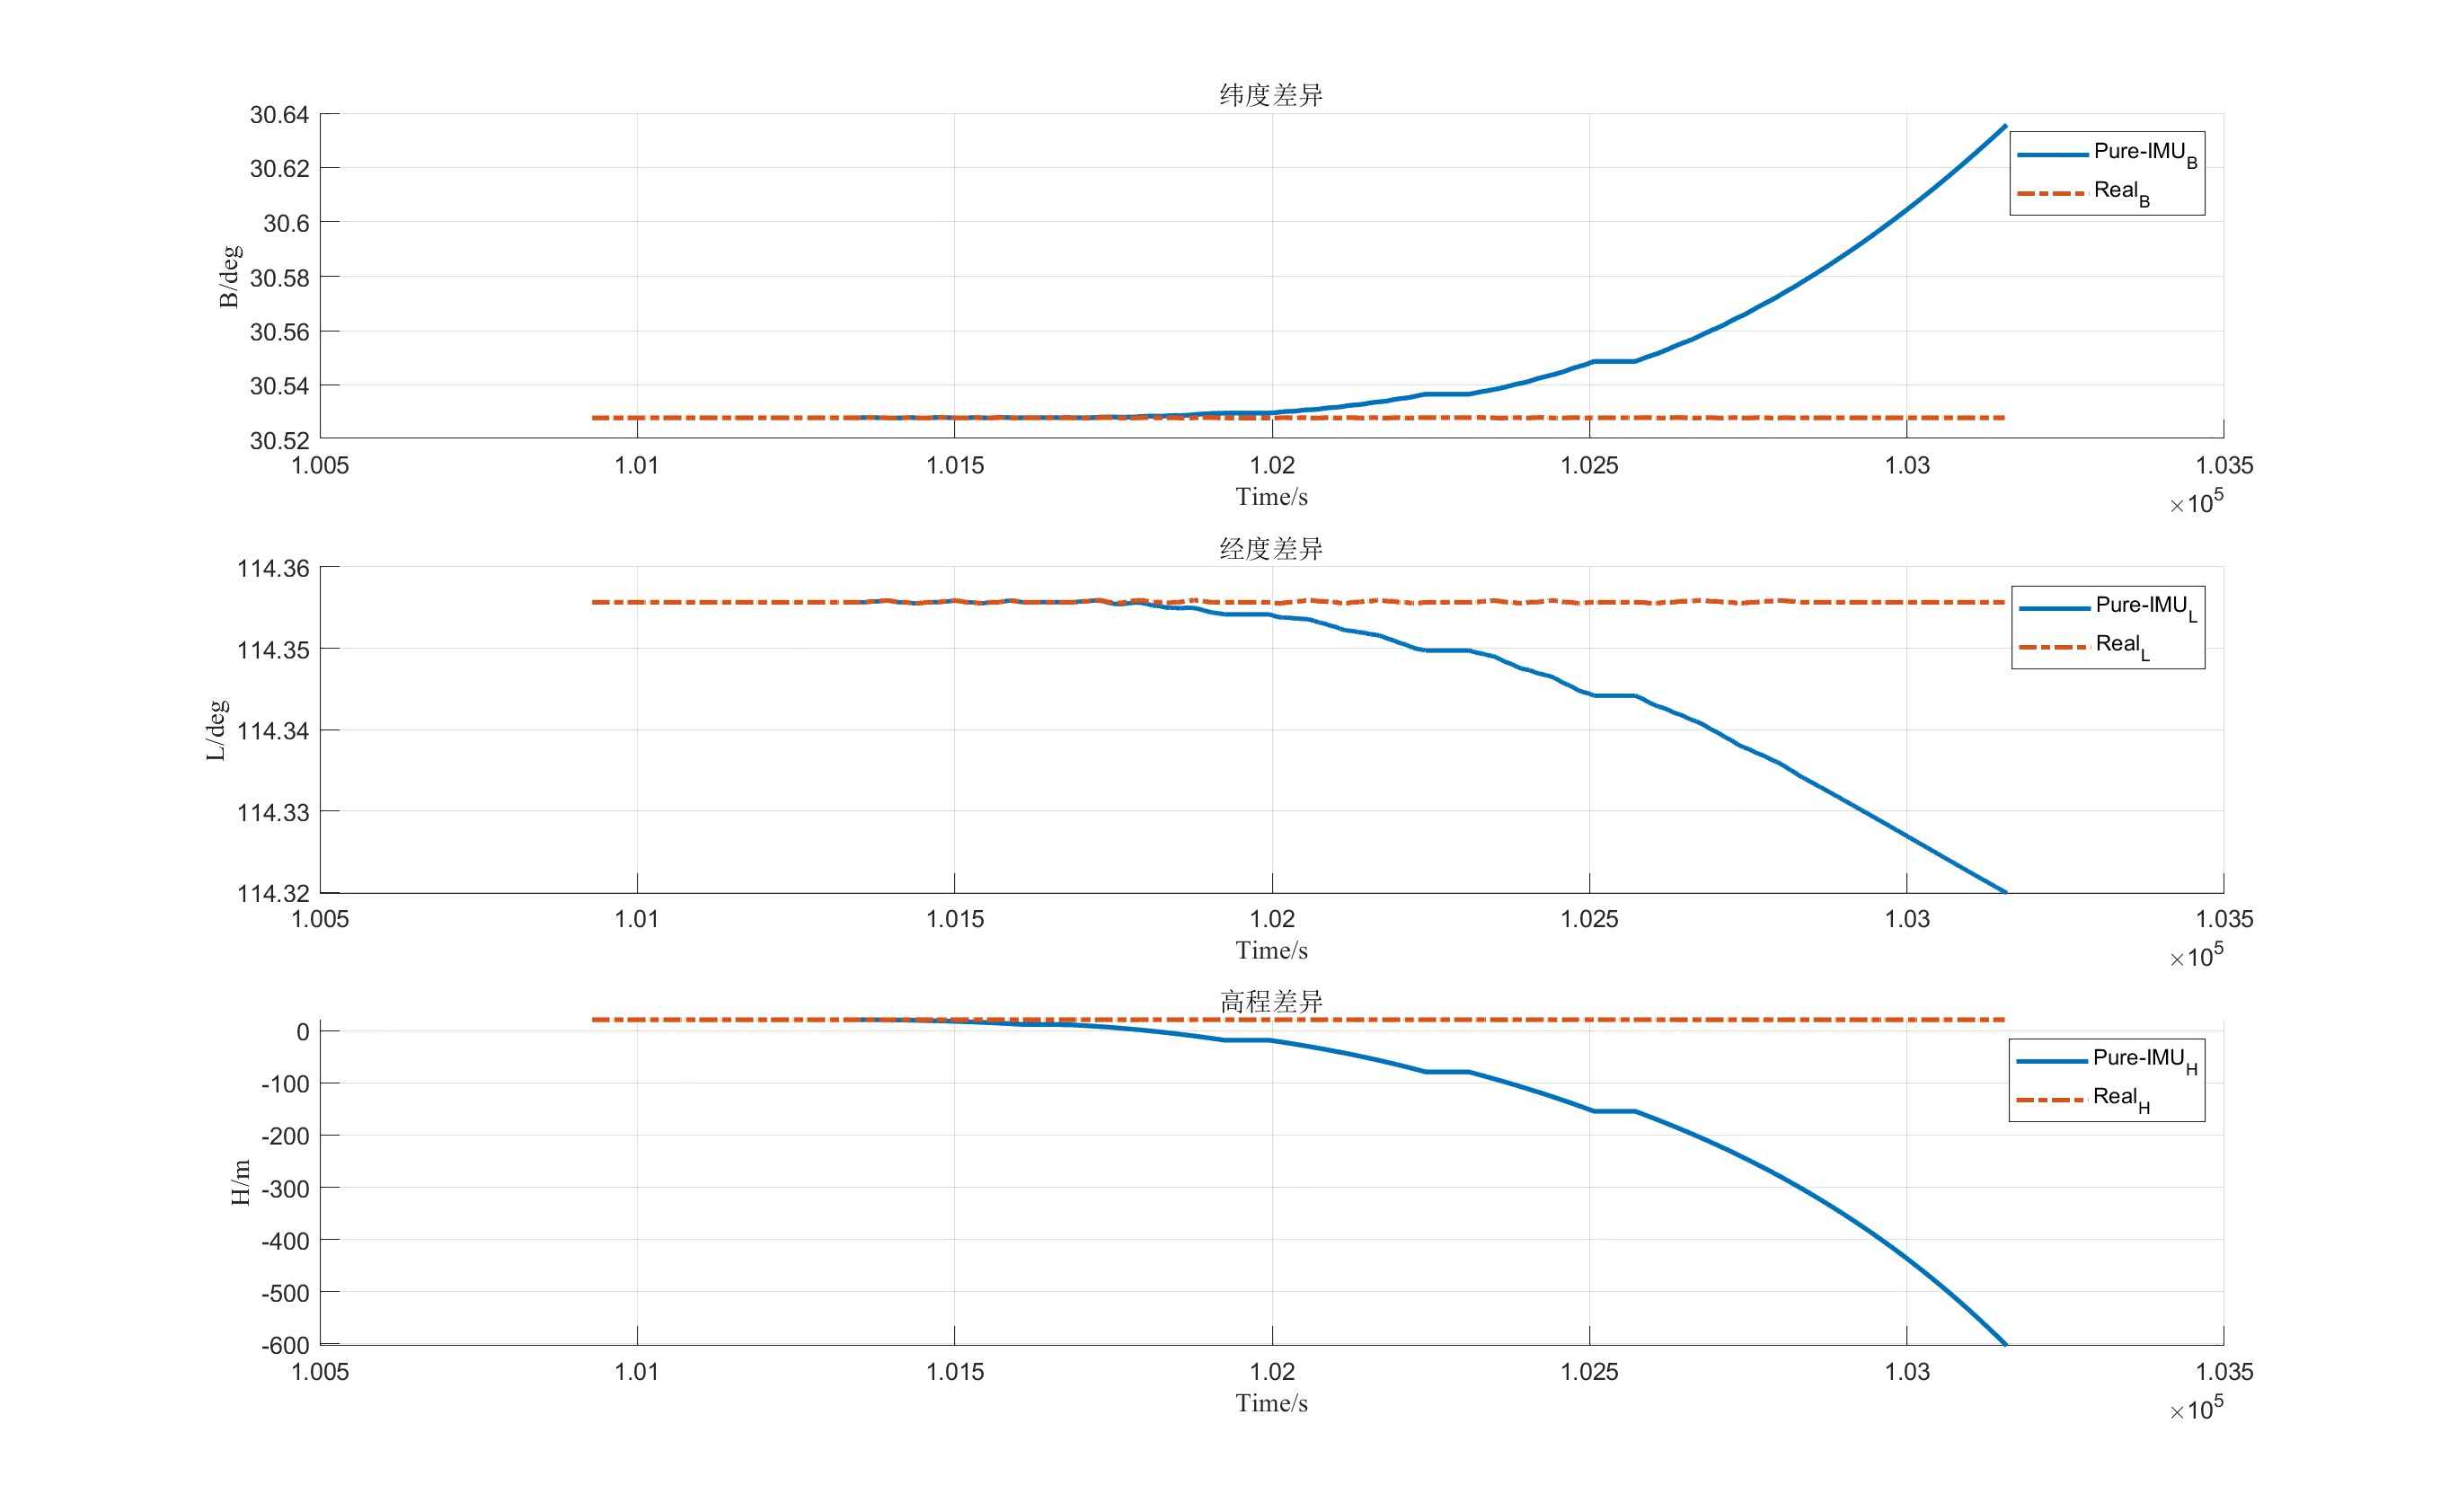 纬度差异
30.64
30.62
30.6
30.58
30.56
30.54
30.52
B/deg
Pure-IMU_B
Real_B
1.005 1.01 1.015 1.02 1.025 1.03 1.035
Time/s
×10^5
经度差异
114.36
114.35
114.34
114.33
114.32
L/deg
Pure-IMU_L
Real_L
1.005 1.01 1.015 1.02 1.025 1.03 1.035
Time/s
×10^5
高程差异
0
-100
-200
-300
-400
-500
-600
H/m
Pure-IMU_H
Real_H
1.005 1.01 1.015 1.02 1.025 1.03 1.035
Time/s
×10^5